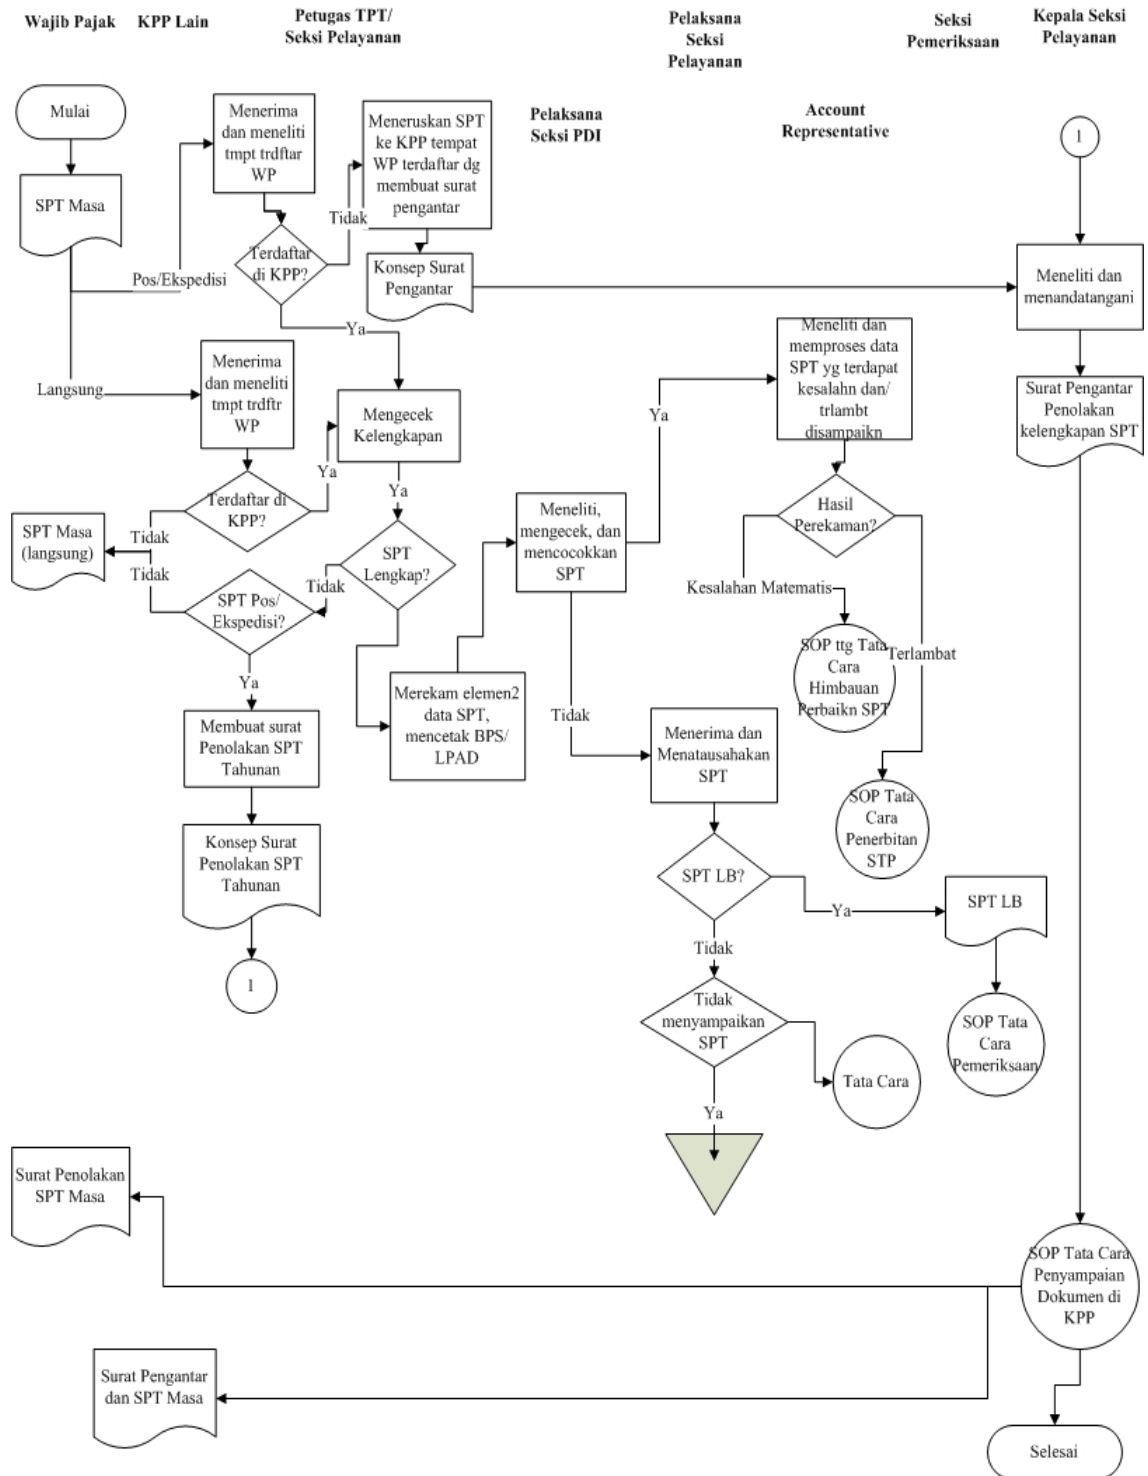 Wajib Pajak
KPP Lain
Petugas TPT/
Seksi Pelayanan
Pelaksana
Seksi
Pelayanan
Seksi
Pemeriksaan
Kepala Seksi
Pelayanan
Pelaksana
Seksi PDI
Account
Representative
Mulai
SPT Masa
Pos/Ekspedisi
Langsung
Menerima
dan meneliti
tmpt trdftar
WP
Meneruskan SPT
ke KPP tempat
WP terdaftar dg
membuat surat
pengantar
Tidak
Terdaftar
di KPP?
Konsep Surat
Pengantar
1
Meneliti dan
menandatangani
Ya
Menerima
dan meneliti
tmpt trdftr
WP
Mengecek
Kelengkapan
Ya
Ya
Terdaftar di
KPP?
Tidak
SPT Masa
(langsung)
Tidak
SPT Pos/
Ekspedisi?
Tidak
SPT
Lengkap?
Ya
Membuat surat
Penolakan SPT
Tahunan
Konsep Surat
Penolakan SPT
Tahunan
1
Merekam elemen2
data SPT,
mencetak BPS/
LPAD
Meneliti,
mengecek, dan
mencocokkan
SPT
Ya
Tidak
Meneliti dan
memproses data
SPT yg terdapat
kesalahn dan/
trlambt
disampaikn
Hasil
Perekaman?
Kesalahan Matematis
SOP ttg Tata
Cara
Himbauan
Perbaikn SPT
Terlambat
SOP Tata
Cara
Penerbitan
STP
Surat Pengantar
Penolakan
kelengkapan SPT
Menerima dan
Menatausahakan
SPT
SPT LB?
Ya
SPT LB
SOP Tata
Cara
Pemeriksaan
Tidak
Tidak
menyampaikan
SPT
Tata Cara
Ya
Surat Penolakan
SPT Masa
SOP Tata Cara
Penyampaian
Dokumen di
KPP
Surat Pengantar
dan SPT Masa
Selesai